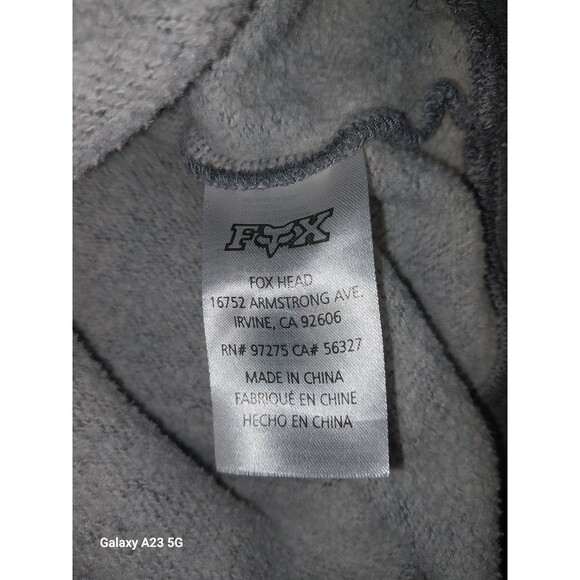 FOX
FOX HEAD
16752 ARMSTRONG AVE.
IRVINE, CA 92606
RN# 97275 CA# 56327
MADE IN CHINA
FABRIQUÉ EN CHINE
HECHO EN CHINA
Galaxy A23 5G